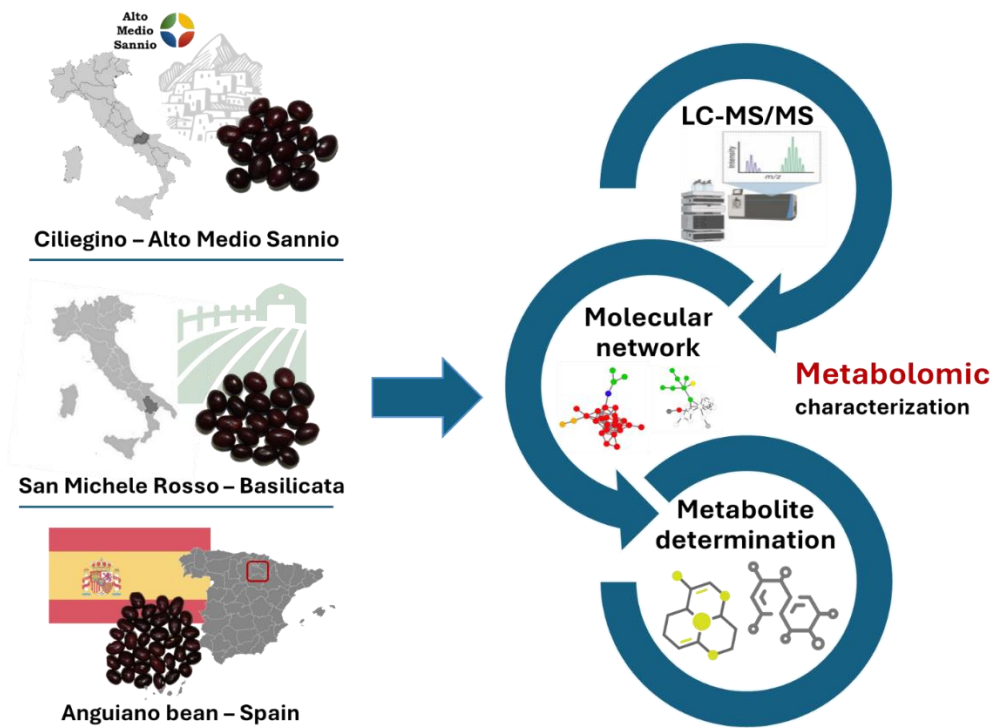 Alto
Medio
Sannio
Ciliegino – Alto Medio Sannio
San Michele Rosso – Basilicata
Anguiano bean – Spain
LC-MS/MS
Intensity
m/z
Molecular
network
Metabolomic
characterization
Metabolite
determination